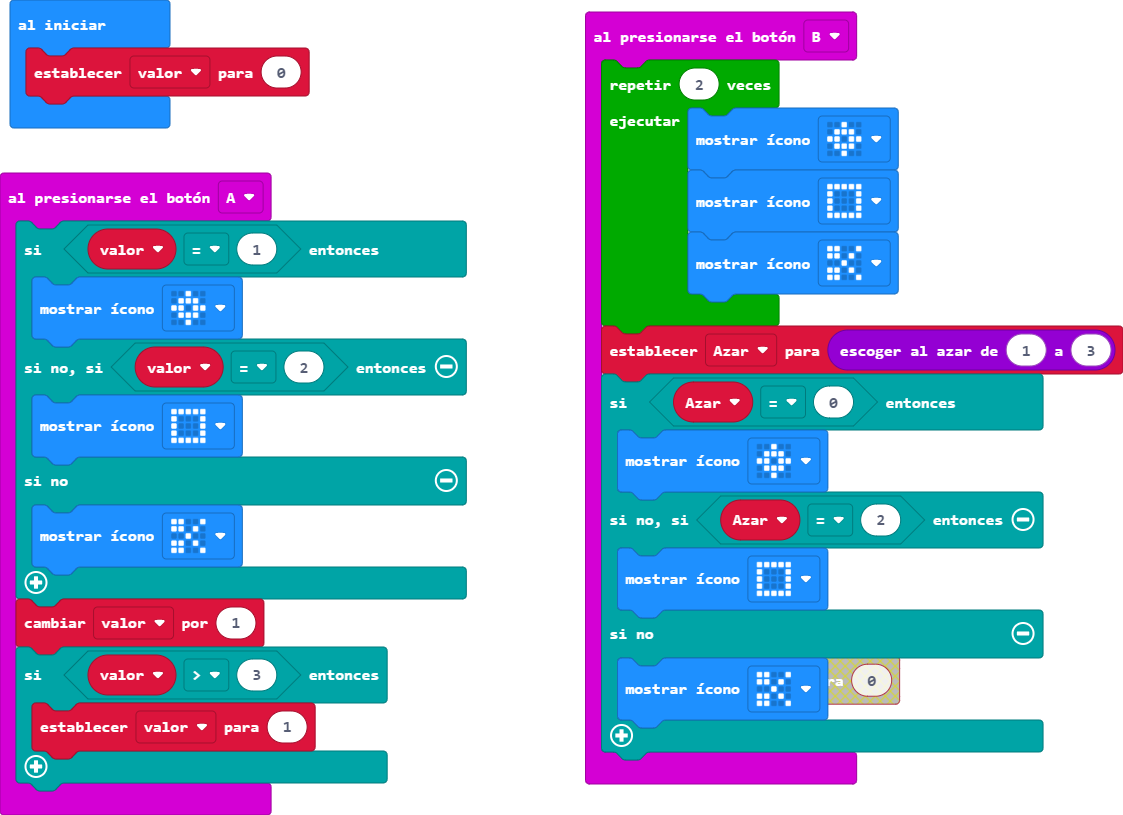 al iniciar
establecer valor para 0
al presionarse el botón A
si valor = 1 entonces
mostrar ícono
si no, si valor = 2 entonces
mostrar ícono
si no
mostrar ícono
cambiar valor por 1
si valor > 3 entonces
establecer valor para 1
al presionarse el botón B
repetir 2 veces
ejecutar
mostrar ícono
mostrar ícono
mostrar ícono
establecer Azar para escoger al azar de 1 a 3
si Azar = 0 entonces
mostrar ícono
si no, si Azar = 2 entonces
mostrar ícono
si no
mostrar ícono
ra 0